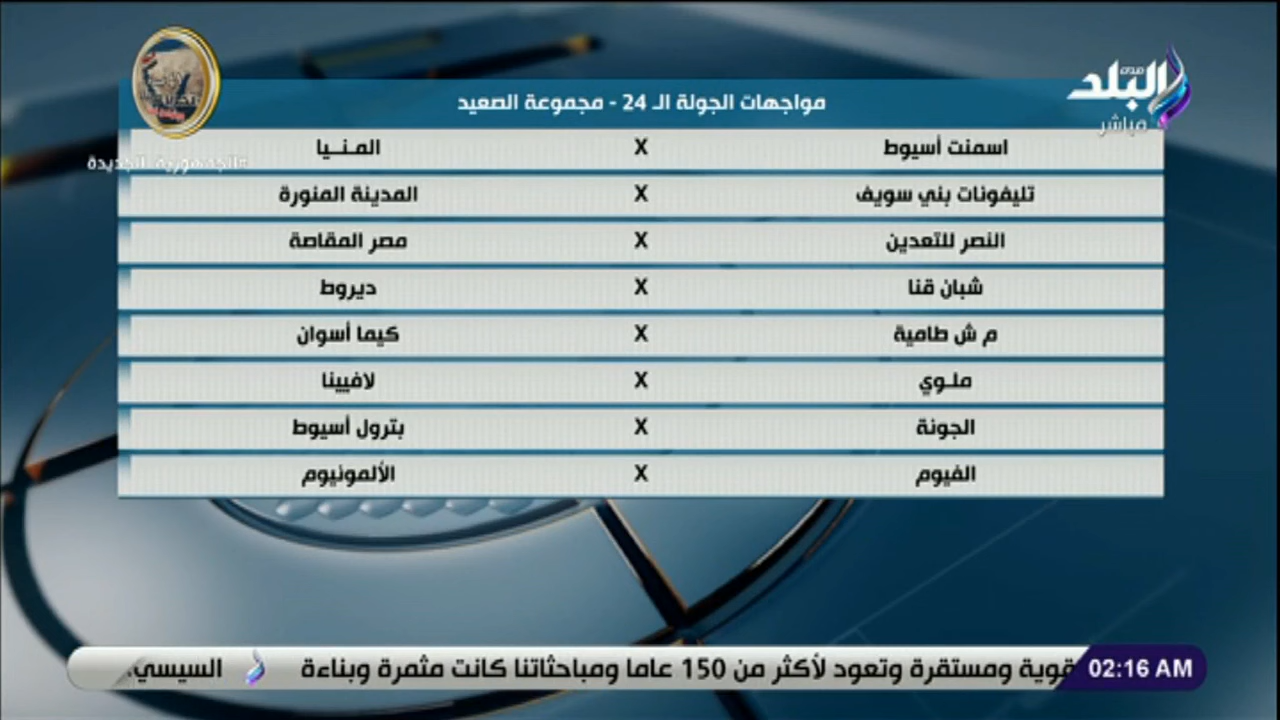 صدى البلد
مباشر
#الجمهورية_الجديدة
مواجهات الجولة الـ 24 - مجموعة الصعيد
اسمنت أسيوط X المنـيـا
تليفونات بني سويف X المدينة المنورة
النصر للتعدين X مصر المقاصة
شبان قنا X ديروط
م ش طامية X كيما أسوان
ملـوي X لافيينا
الجونة X بترول أسيوط
الفيوم X الألمونيوم
02:16 AM قوية ومستقرة وتعود لأكثر من 150 عاما ومباحثاتنا كانت مثمرة وبناءة السيسي